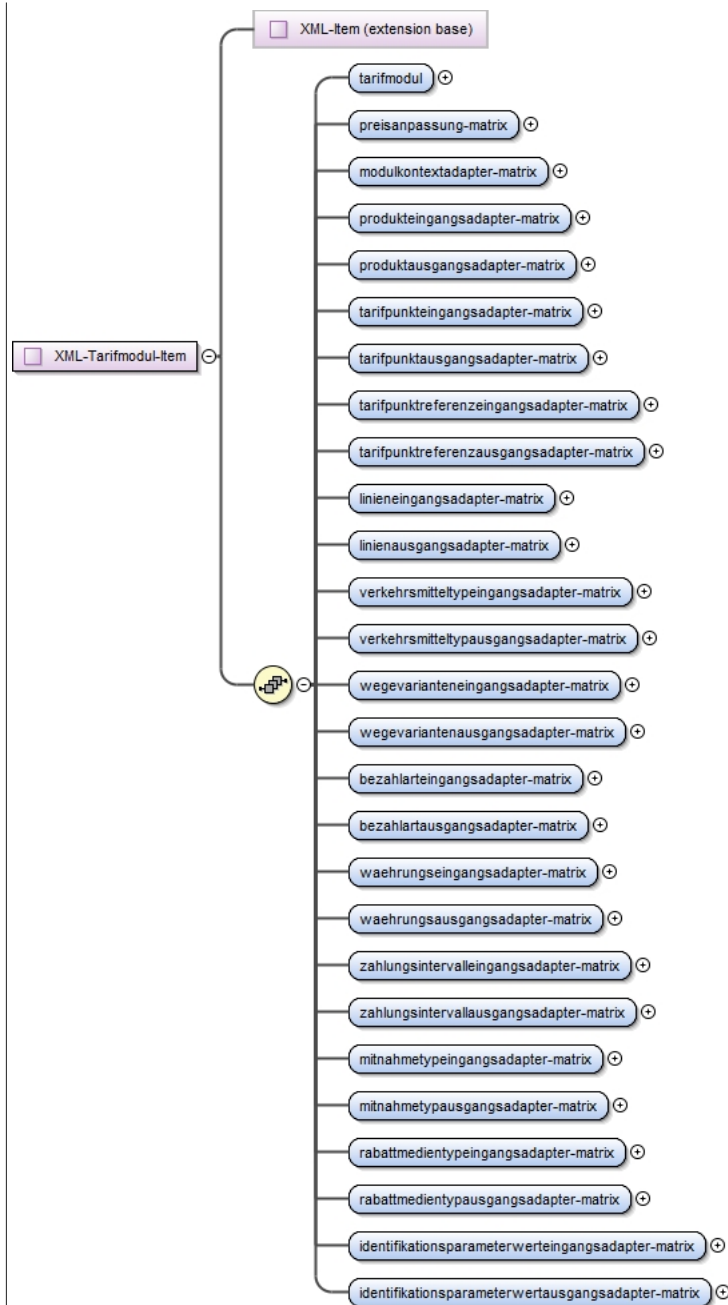 XML-Item (extension base)
tarifmodul
preisanpassung-matrix
modulkontextadapter-matrix
produkteingangsadapter-matrix
produktausgangsadapter-matrix
tarifpunkteingangsadapter-matrix
XML-Tarifmodul-Item
tarifpunktausgangsadapter-matrix
tarifpunktreferenzeingangsadapter-matrix
tarifpunktreferenzausgangsadapter-matrix
linieneingangsadapter-matrix
linienausgangsadapter-matrix
verkehrsmitteltypeingangsadapter-matrix
verkehrsmitteltypausgangsadapter-matrix
wegevarianteneingangsadapter-matrix
wegevariantenausgangsadapter-matrix
bezahlarteingangsadapter-matrix
bezahlartausgangsadapter-matrix
waehrungseingangsadapter-matrix
waehrungsausgangsadapter-matrix
zahlungsintervalleingangsadapter-matrix
zahlungsintervallausgangsadapter-matrix
mitnahmetypeingangsadapter-matrix
mitnahmetypausgangsadapter-matrix
rabattmedientypeingangsadapter-matrix
rabattmedientypausgangsadapter-matrix
identifikationsparameterwerteingangsadapter-matrix
identifikationsparameterwertausgangsadapter-matrix